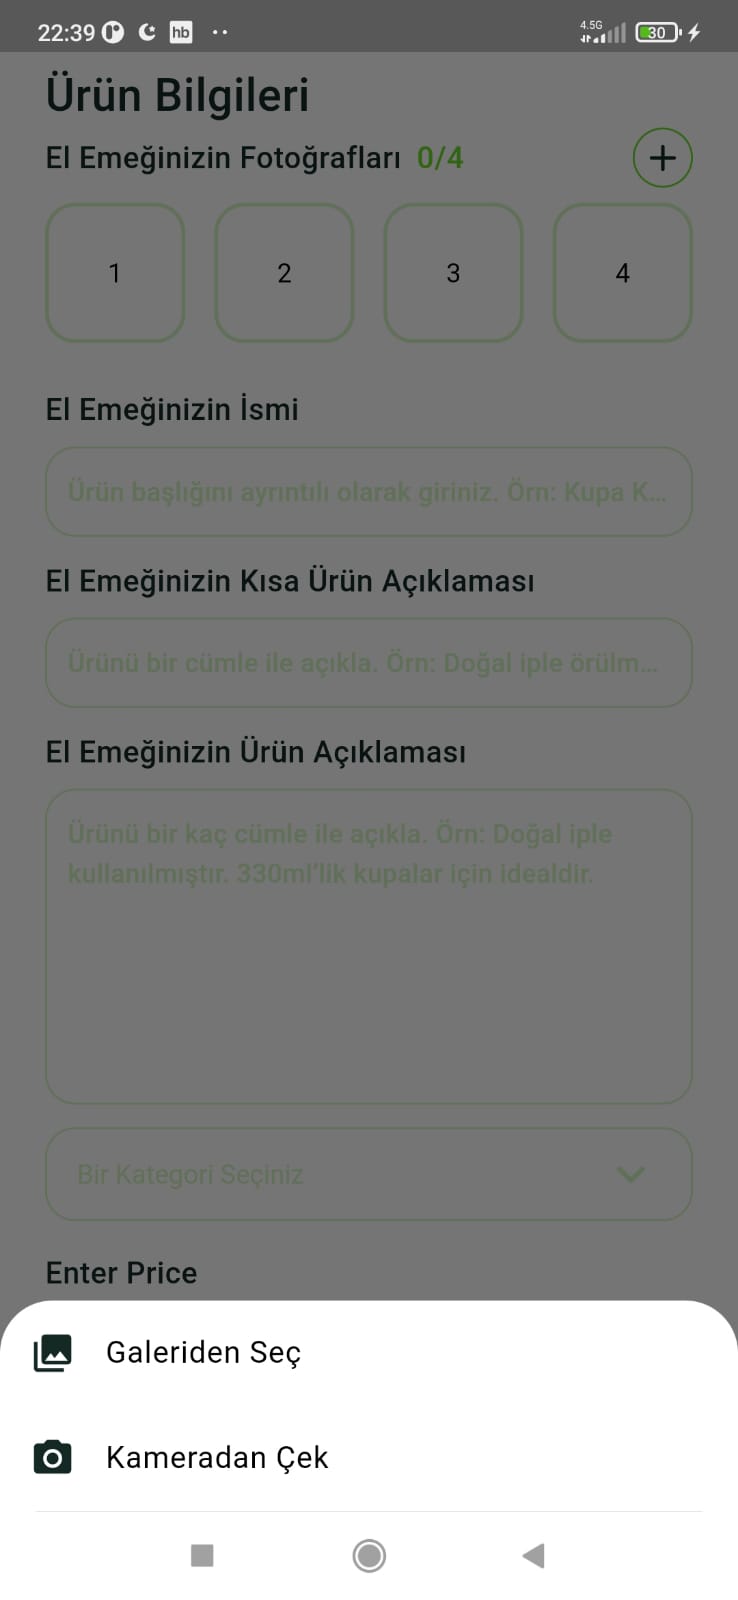 22:39
hb
4.5G
30
Ürün Bilgileri
El Emeğinizin Fotoğrafları 0/4
1 2 3 4
El Emeğinizin İsmi
Ürün başlığını ayrıntılı olarak giriniz. Örn: Kupa K...
El Emeğinizin Kısa Ürün Açıklaması
Ürünü bir cümle ile açıkla. Örn: Doğal iple örülm...
El Emeğinizin Ürün Açıklaması
Ürünü bir kaç cümle ile açıkla. Örn: Doğal iple
kullanılmıştır. 330ml'lik kupalar için idealdir.
Bir Kategori Seçiniz
Enter Price
Galeriden Seç
Kameradan Çek